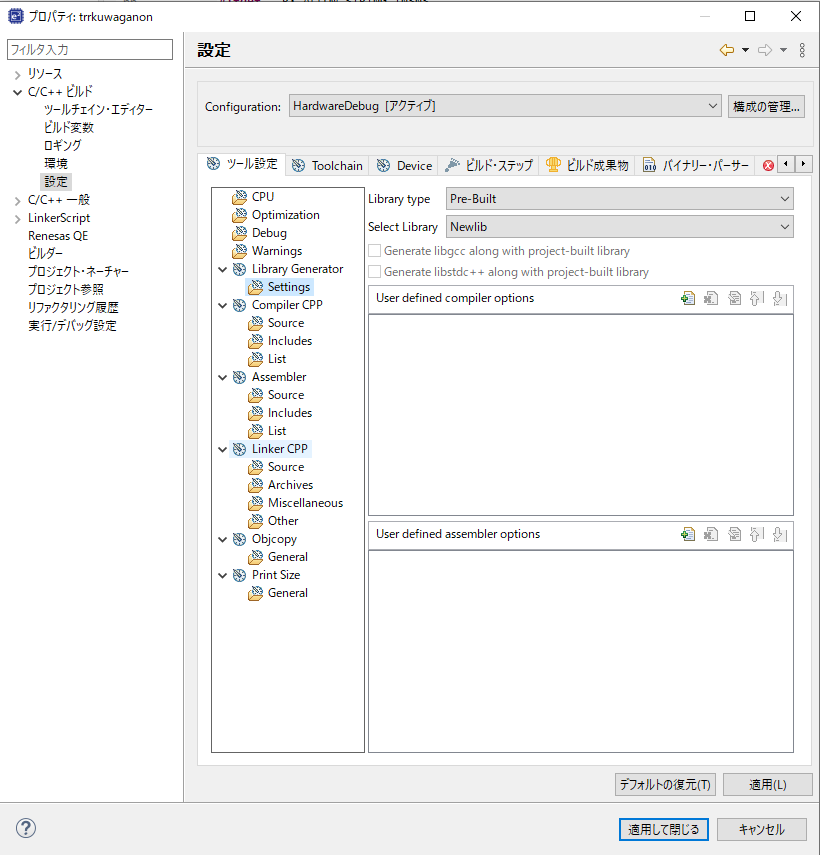 プロパティ: trrkuwaganon
フィルタ入力
リソース
C/C++ ビルド
ツールチェイン・エディター
ビルド変数
ロギング
環境
設定
C/C++ 一般
LinkerScript
Renesas QE
ビルダー
プロジェクト・ネーチャー
プロジェクト参照
リファクタリング履歴
実行/デバッグ設定
設定
Configuration: HardwareDebug [アクティブ] 構成の管理...
ツール設定 Toolchain Device ビルド・ステップ ビルド成果物 バイナリー・パーサー
CPU
Optimization
Debug
Warnings
Library Generator
Settings
Compiler CPP
Source
Includes
List
Assembler
Source
Includes
List
Linker CPP
Source
Archives
Miscellaneous
Other
Objcopy
General
Print Size
General
Library type Pre-Built
Select Library Newlib
Generate libgcc along with project-built library
Generate libstdc++ along with project-built library
User defined compiler options
User defined assembler options
デフォルトの復元(T) 適用(L)
適用して閉じる キャンセル